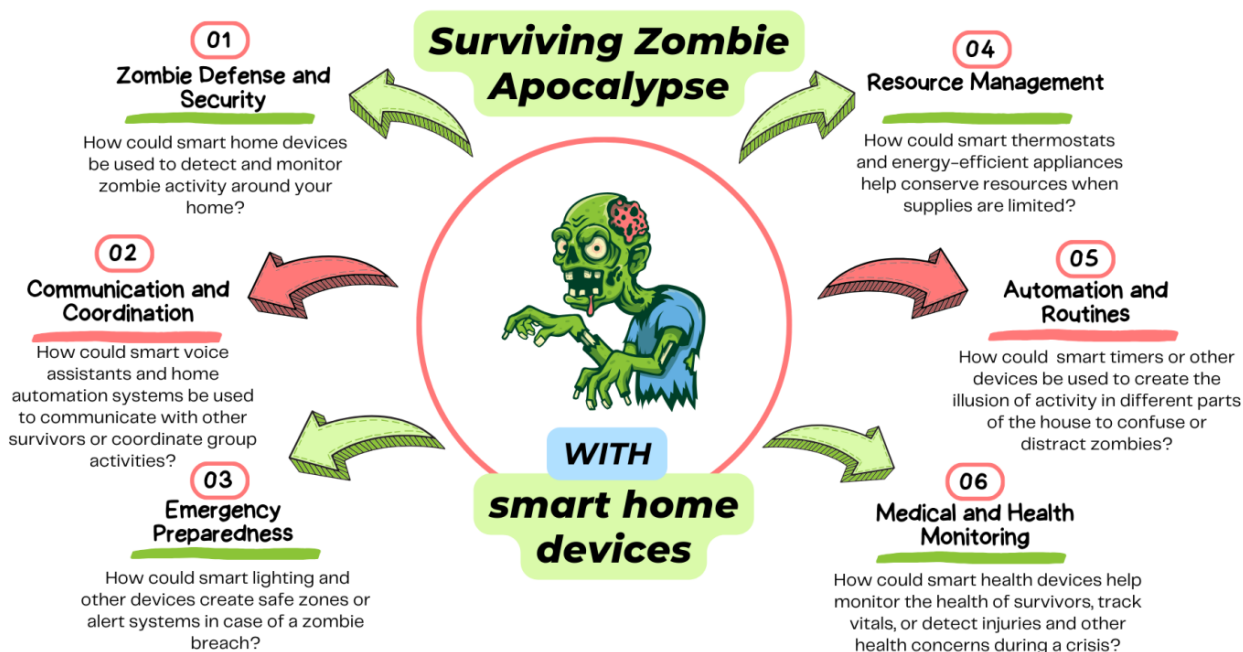 Surviving Zombie
Apocalypse
WITH
smart home
devices
01
Zombie Defense and
Security
How could smart home devices
be used to detect and monitor
zombie activity around your
home?
02
Communication and
Coordination
How could smart voice
assistants and home
automation systems be used
to communicate with other
survivors or coordinate group
activities?
03
Emergency
Preparedness
How could smart lighting and
other devices create safe zones or
alert systems in case of a zombie
breach?
04
Resource Management
How could smart thermostats
and energy-efficient appliances
help conserve resources when
supplies are limited?
05
Automation and
Routines
How could smart timers or other
devices be used to create the
illusion of activity in different parts
of the house to confuse or
distract zombies?
06
Medical and Health
Monitoring
How could smart health devices help
monitor the health of survivors, track
vitals, or detect injuries and other
health concerns during a crisis?